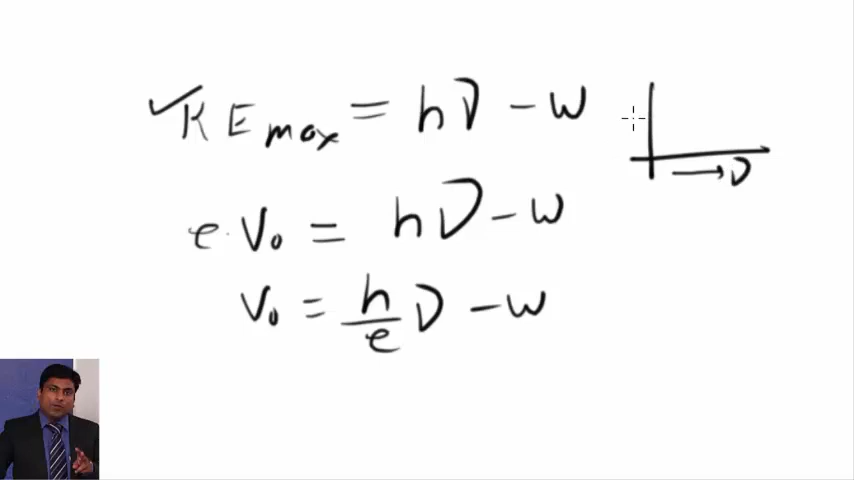 KEmax = hν - w
→ ν
e.V₀ = hν - w
V₀ = h/e ν - w